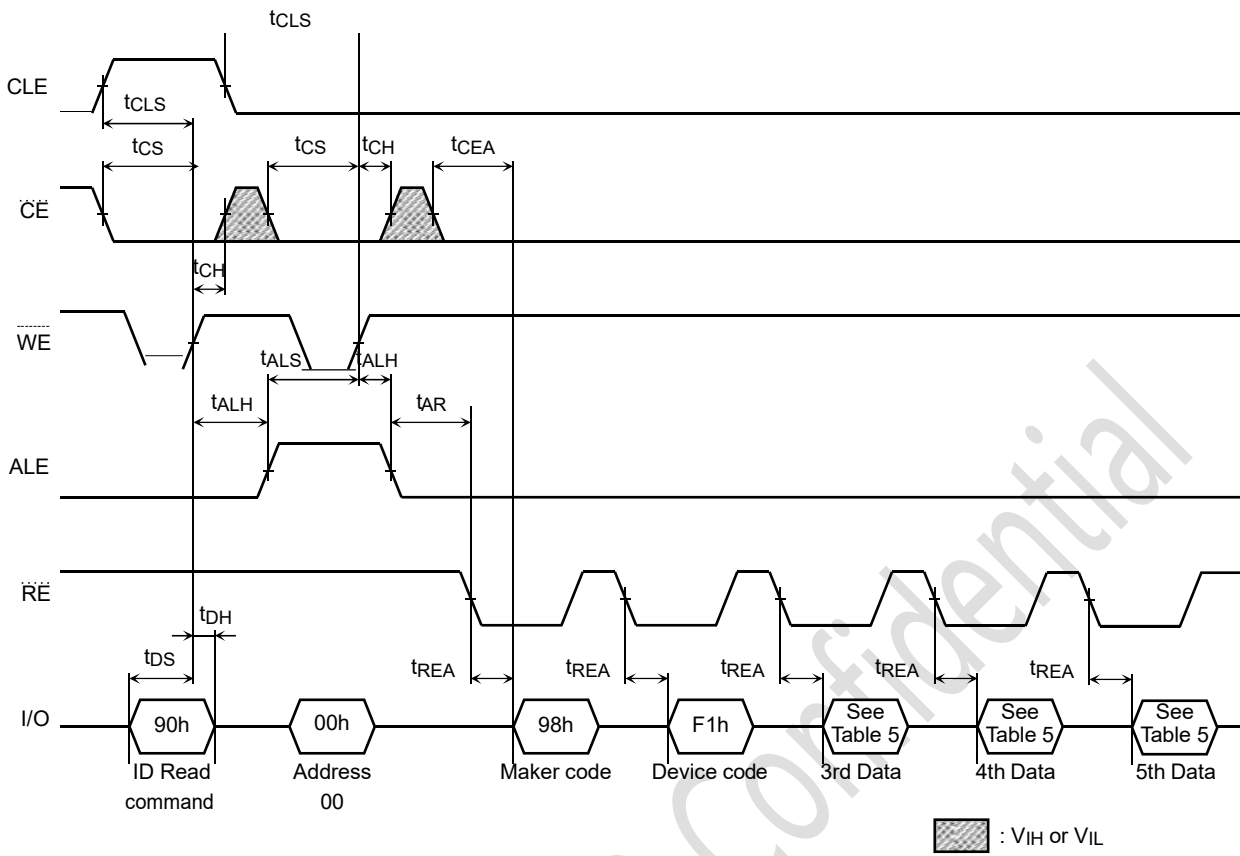 tCLS
CLE
tCLS
tCS
tCS
tCH
tCEA
CE
tCH
WE
tALS
tALH
tALH
tAR
ALE
RE
tDH
tDS
tREA
tREA
tREA
tREA
tREA
I/O
90h
00h
98h
F1h
See
Table 5
See
Table 5
See
Table 5
ID Read
command
Address
00
Maker code
Device code
3rd Data
4th Data
5th Data
: VIH or VIL
Confidential